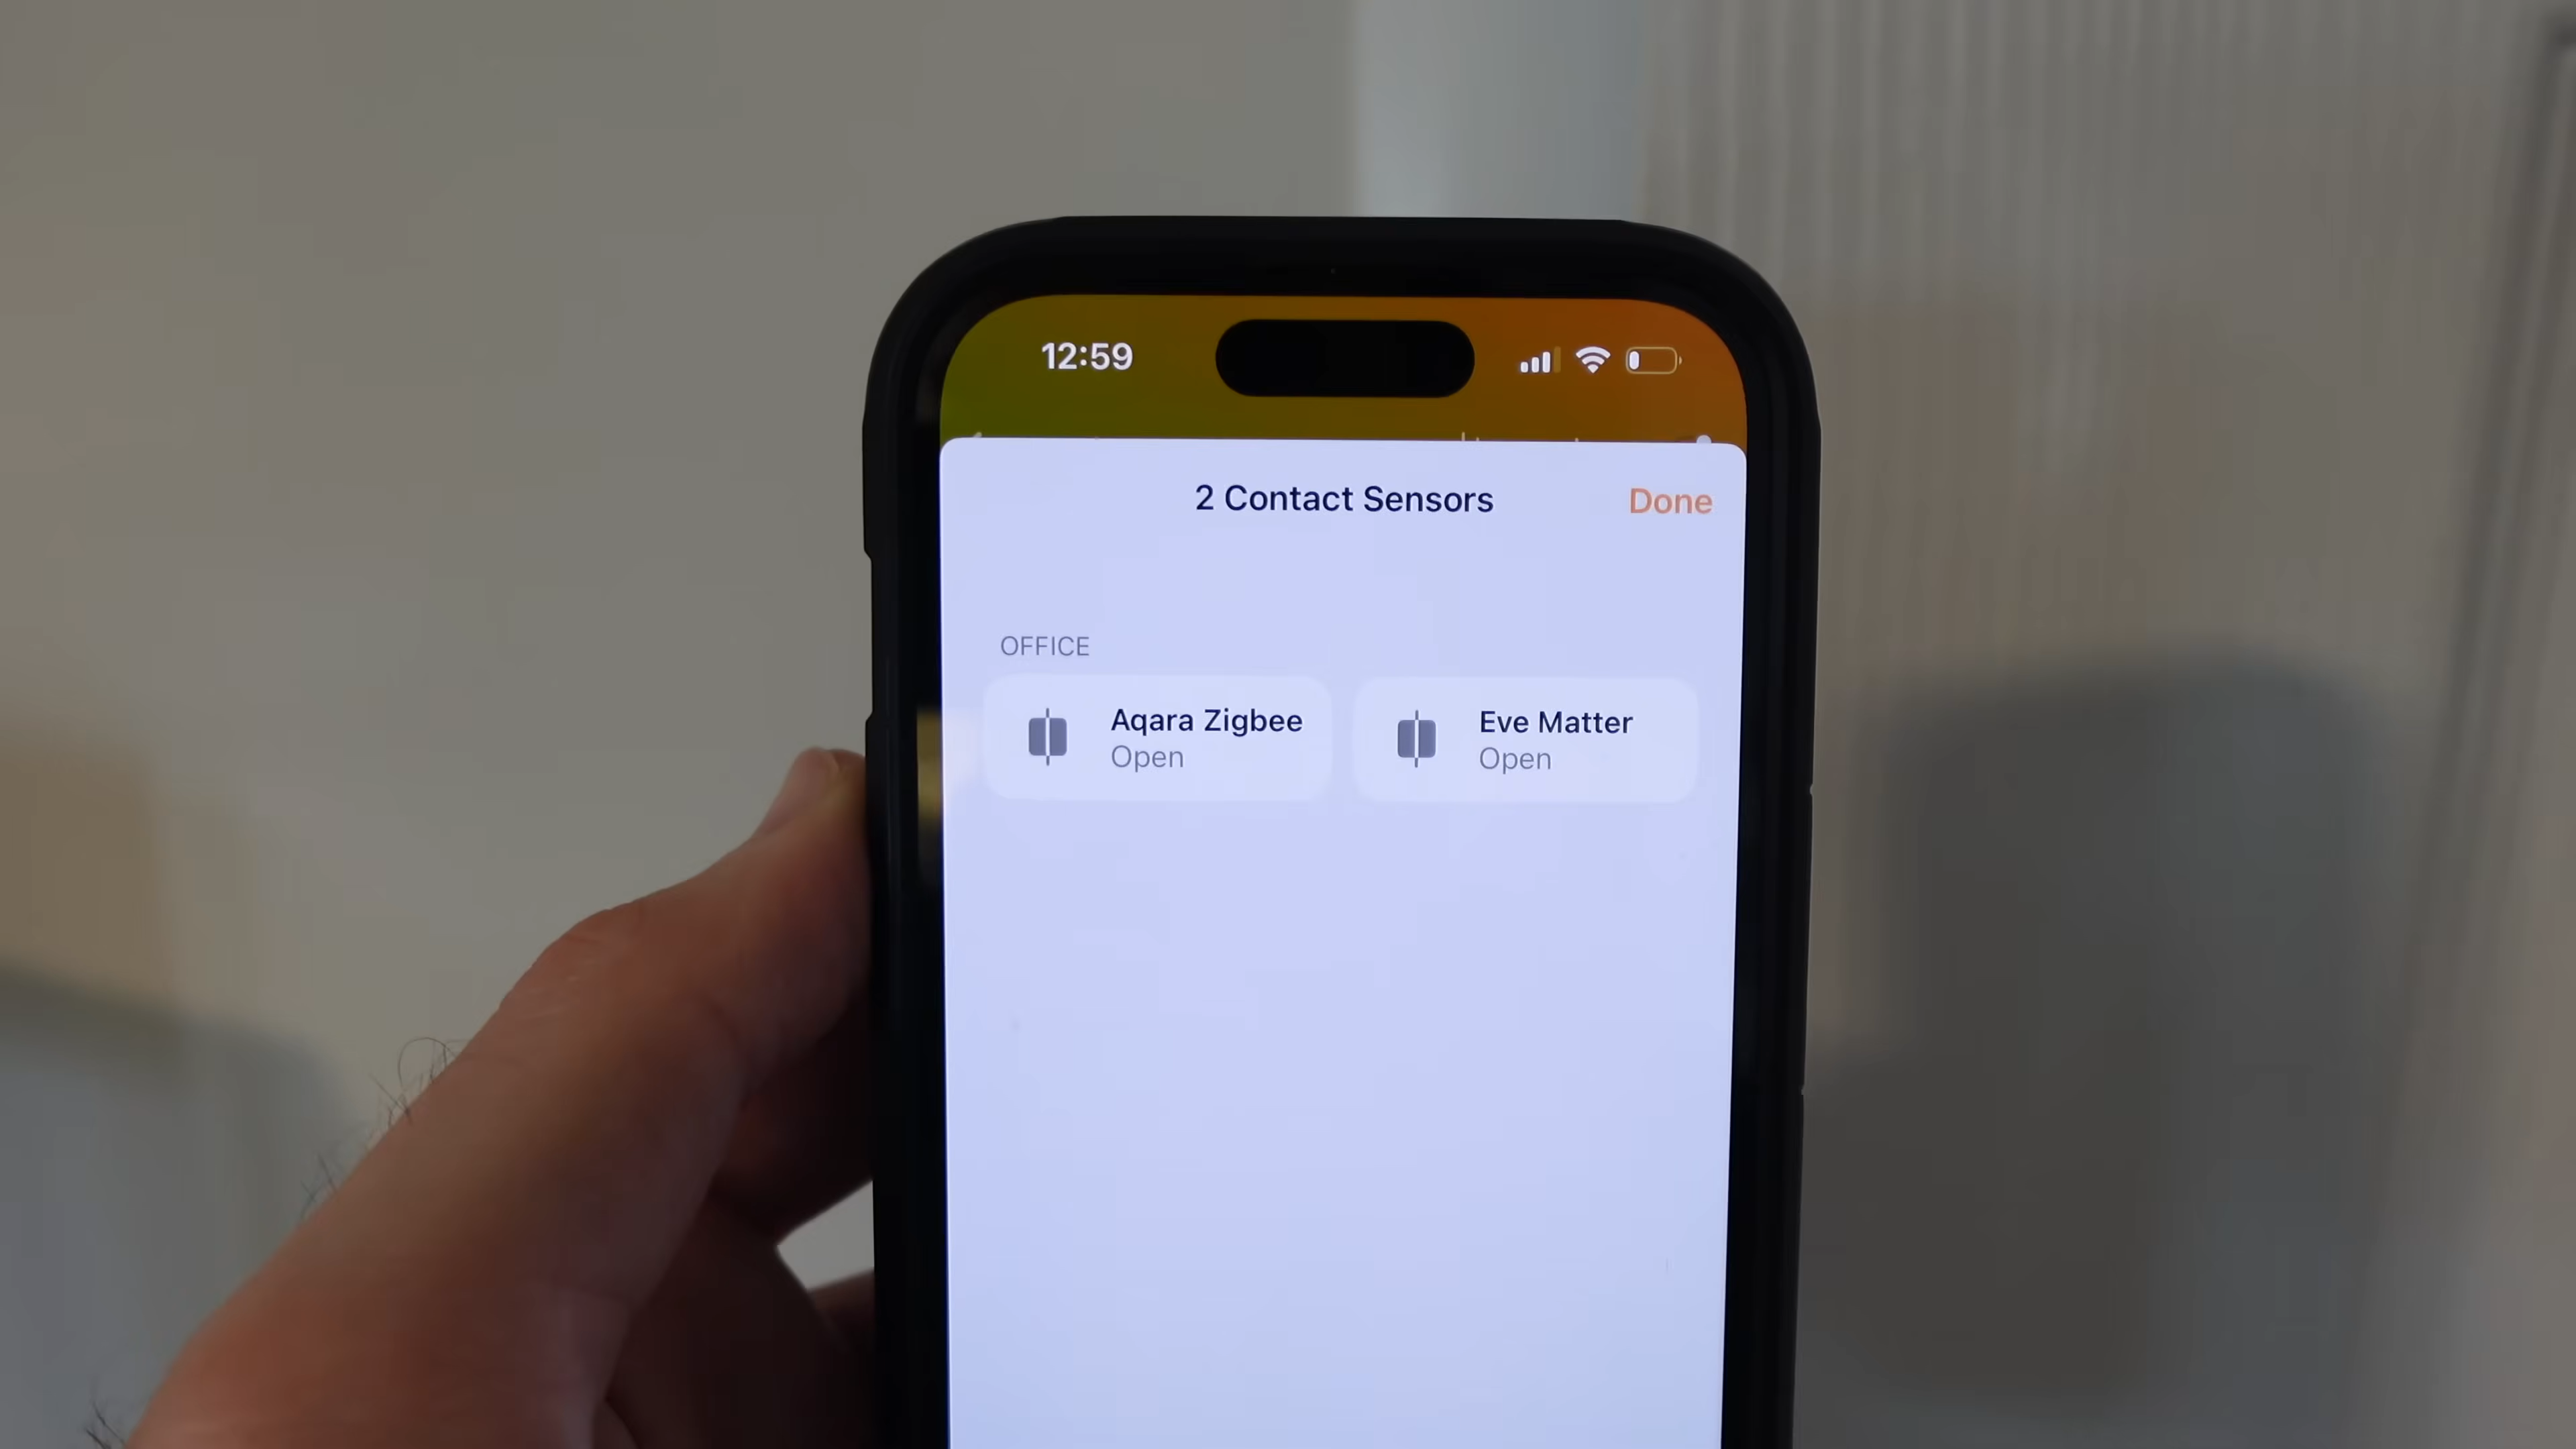 12:59
2 Contact Sensors
Done
OFFICE
Aqara Zigbee
Open
Eve Matter
Open